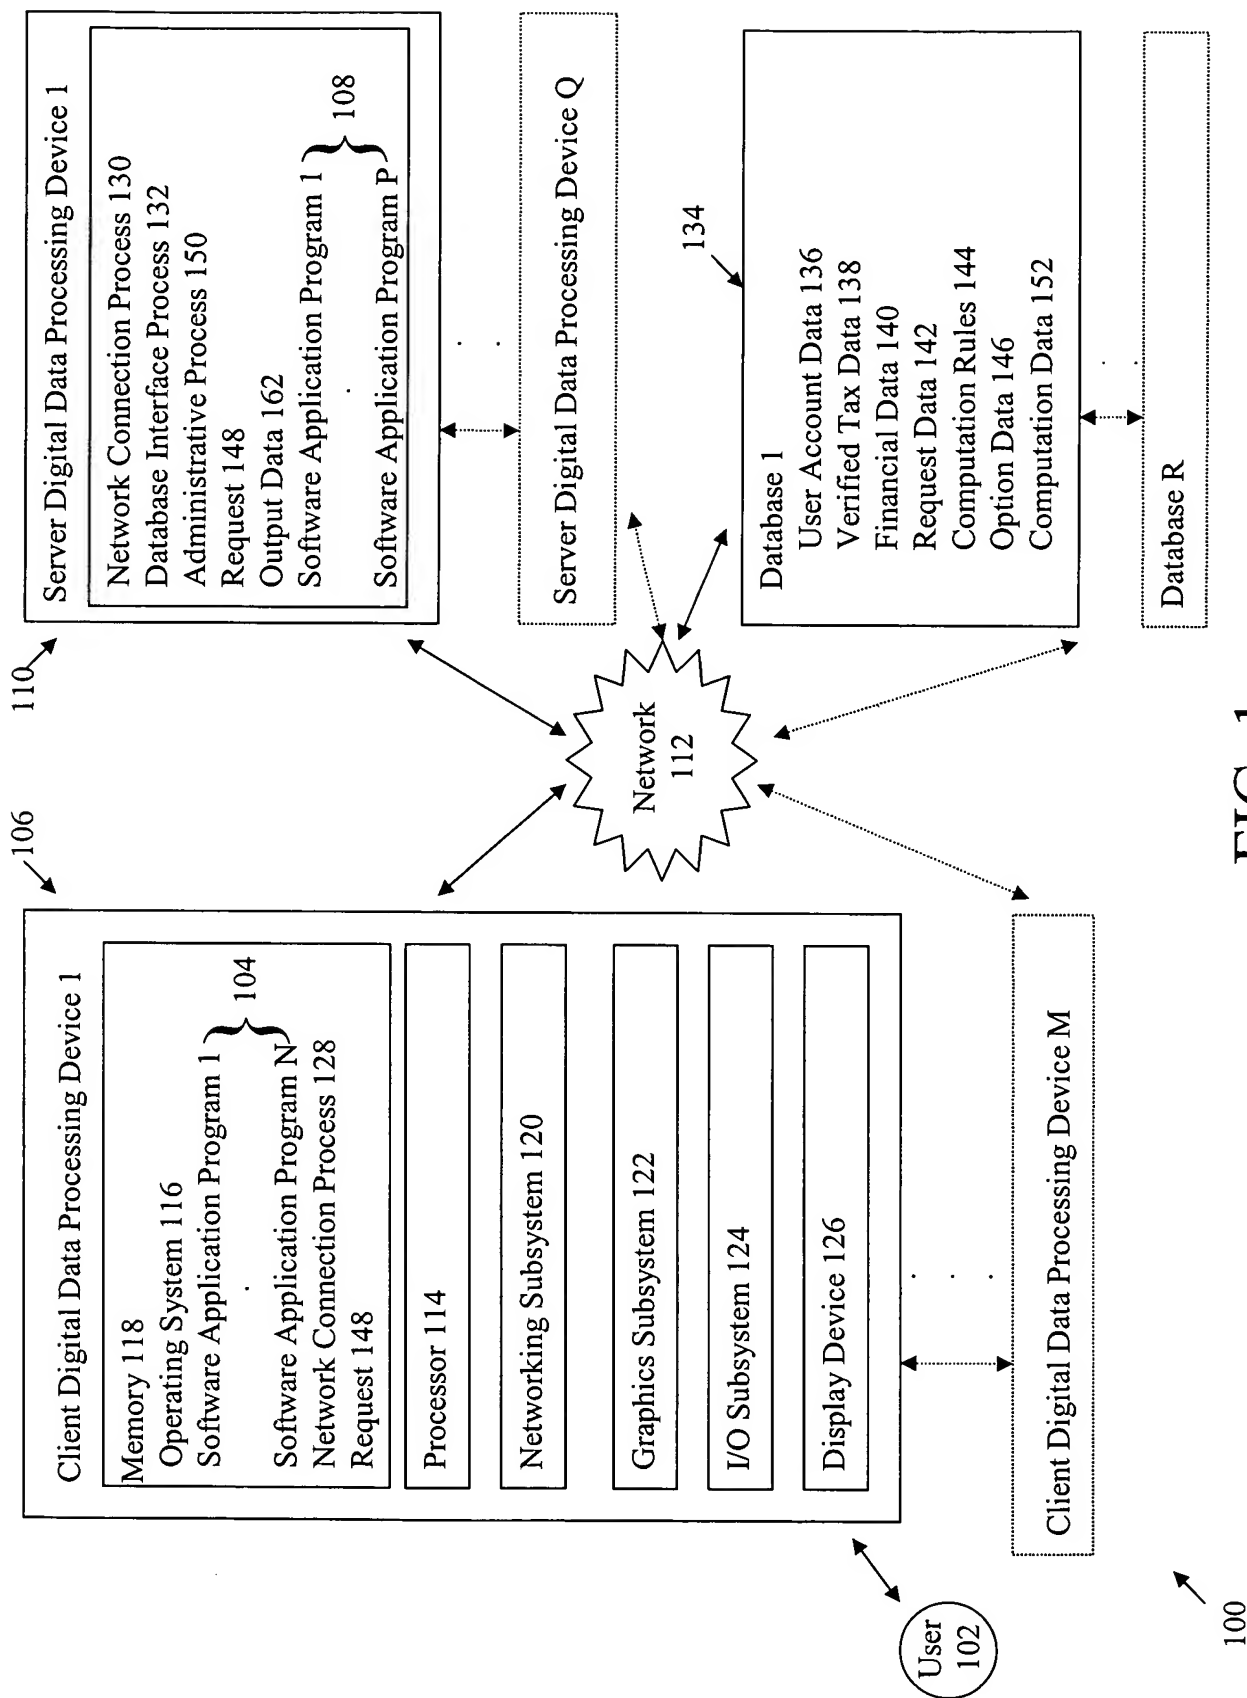 100
User
102
106
Client Digital Data Processing Device 1
Memory 118
Operating System 116
Software Application Program 1
.
Software Application Program N
104
Network Connection Process 128
Request 148
Processor 114
Networking Subsystem 120
Graphics Subsystem 122
I/O Subsystem 124
Display Device 126
. . .
Client Digital Data Processing Device M
Network
112
110
Server Digital Data Processing Device 1
Network Connection Process 130
Database Interface Process 132
Administrative Process 150
Request 148
Output Data 162
Software Application Program 1
.
Software Application Program P
108
. .
Server Digital Data Processing Device Q
134
Database 1
User Account Data 136
Verified Tax Data 138
Financial Data 140
Request Data 142
Computation Rules 144
Option Data 146
Computation Data 152
. .
Database R
FIG. 1